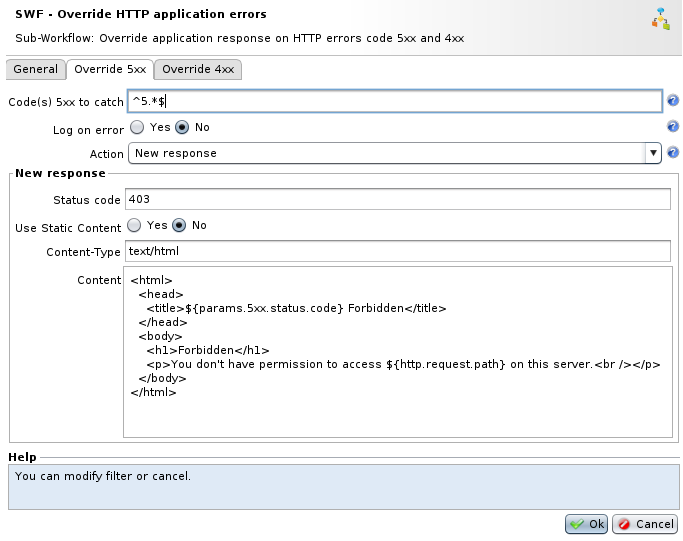 SWF - Override HTTP application errors
Sub-Workflow: Override application response on HTTP errors code 5xx and 4xx
General Override 5xx Override 4xx
Code(s) 5xx to catch ^5.*$
Log on error Yes No
Action New response
New response
Status code 403
Use Static Content Yes No
Content-Type text/html
Content <html>
<head>
<title>${params.5xx.status.code} Forbidden</title>
</head>
<body>
<h1>Forbidden</h1>
<p>You don't have permission to access ${http.request.path} on this server.<br /></p>
</body>
</html>
Help
You can modify filter or cancel.
Ok Cancel